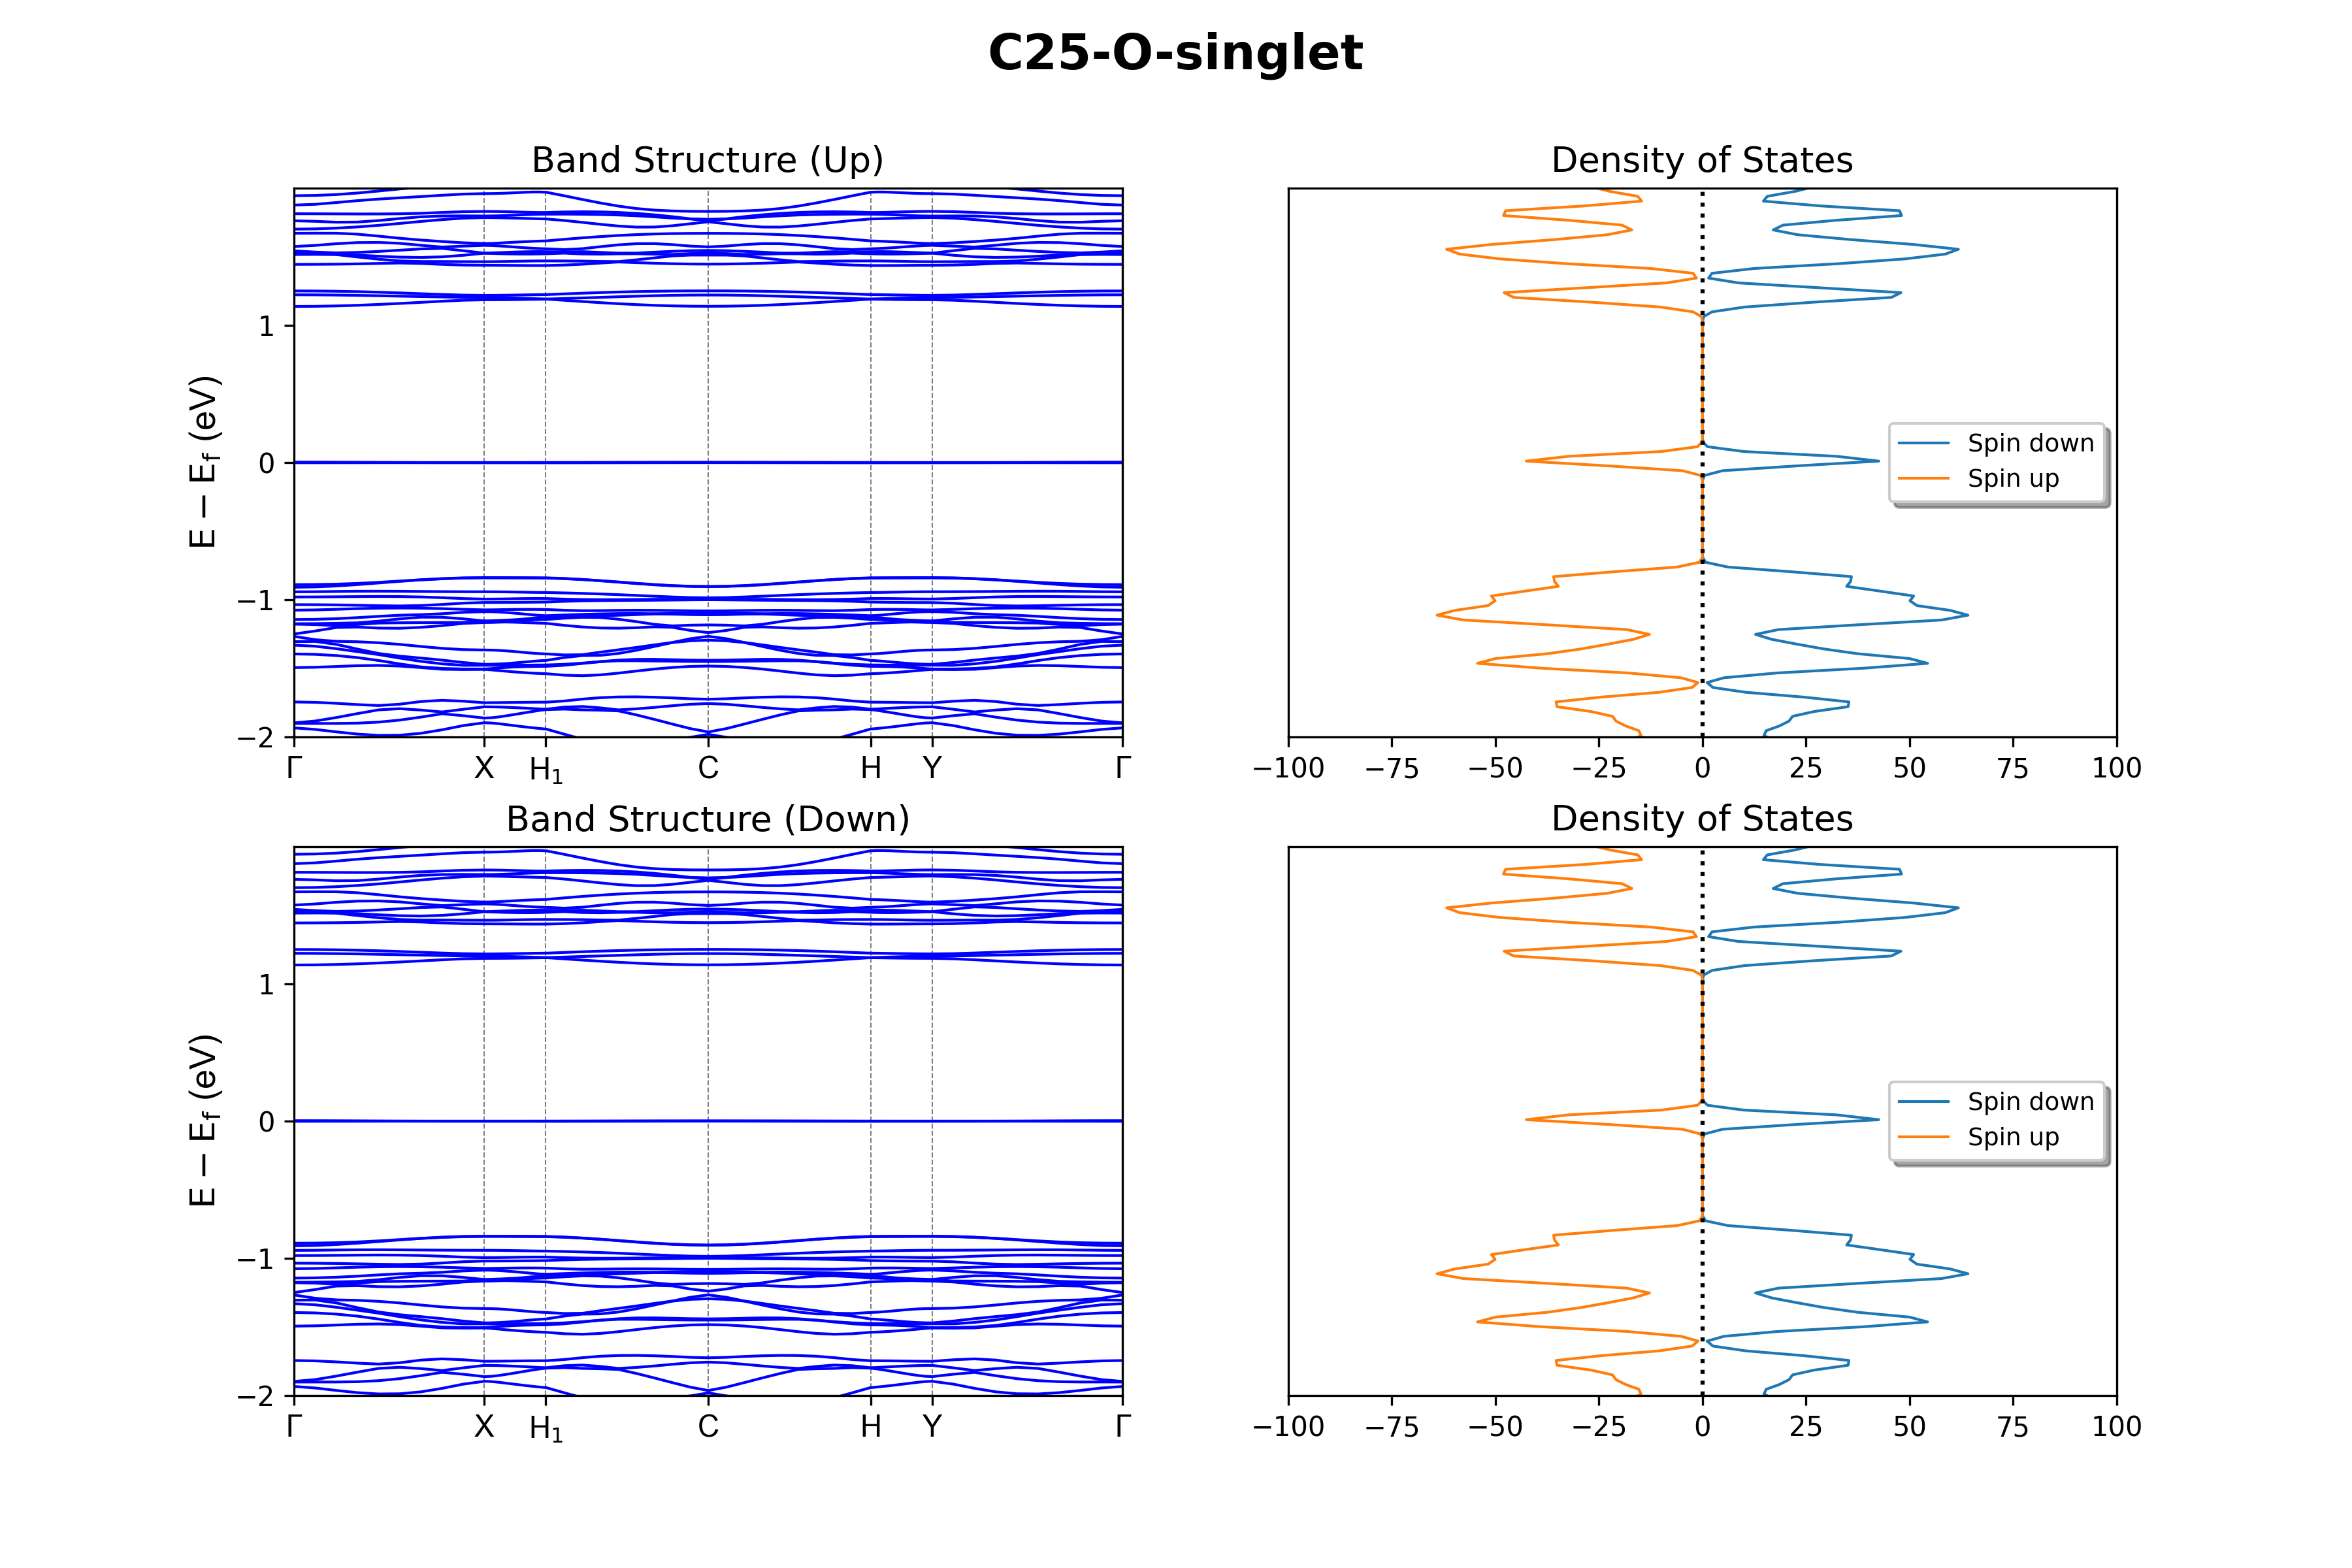 C25-O-singlet
Band Structure (Up)
Density of States
E − E_f (eV)
1
0
−1
−2
Γ X H₁ C H Y Γ
Spin down
Spin up
−100 −75 −50 −25 0 25 50 75 100
Band Structure (Down)
Density of States
E − E_f (eV)
1
0
−1
−2
Γ X H₁ C H Y Γ
Spin down
Spin up
−100 −75 −50 −25 0 25 50 75 100